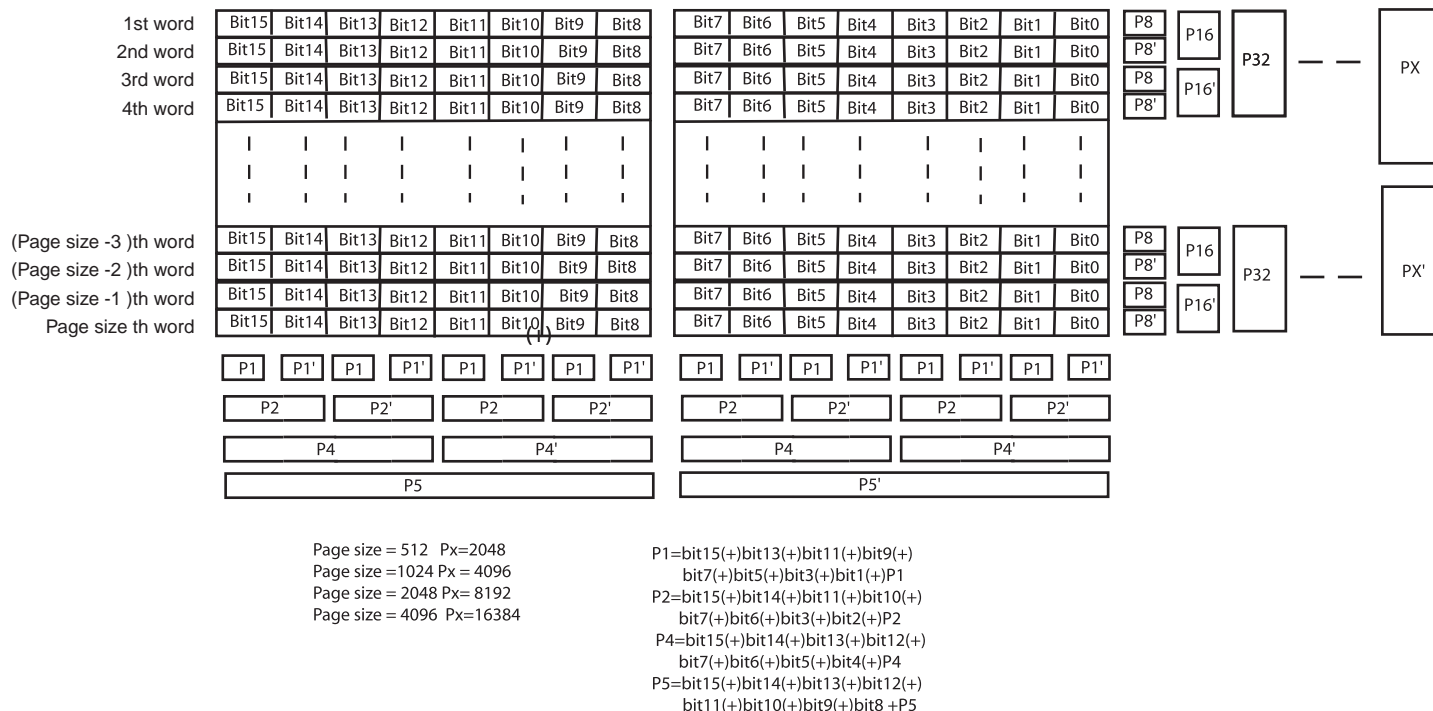 1st word Bit15 Bit14 Bit13 Bit12 Bit11 Bit10 Bit9 Bit8 Bit7 Bit6 Bit5 Bit4 Bit3 Bit2 Bit1 Bit0 P8
2nd word Bit15 Bit14 Bit13 Bit12 Bit11 Bit10 Bit9 Bit8 Bit7 Bit6 Bit5 Bit4 Bit3 Bit2 Bit1 Bit0 P8'
P16 P32 PX
3rd word Bit15 Bit14 Bit13 Bit12 Bit11 Bit10 Bit9 Bit8 Bit7 Bit6 Bit5 Bit4 Bit3 Bit2 Bit1 Bit0 P8
4th word Bit15 Bit14 Bit13 Bit12 Bit11 Bit10 Bit9 Bit8 Bit7 Bit6 Bit5 Bit4 Bit3 Bit2 Bit1 Bit0 P8'
P16'
(Page size -3 )th word Bit15 Bit14 Bit13 Bit12 Bit11 Bit10 Bit9 Bit8 Bit7 Bit6 Bit5 Bit4 Bit3 Bit2 Bit1 Bit0 P8
(Page size -2 )th word Bit15 Bit14 Bit13 Bit12 Bit11 Bit10 Bit9 Bit8 Bit7 Bit6 Bit5 Bit4 Bit3 Bit2 Bit1 Bit0 P8'
P16 P32 PX'
(Page size -1 )th word Bit15 Bit14 Bit13 Bit12 Bit11 Bit10 Bit9 Bit8 Bit7 Bit6 Bit5 Bit4 Bit3 Bit2 Bit1 Bit0 P8
Page size th word Bit15 Bit14 Bit13 Bit12 Bit11 Bit10 Bit9 Bit8 Bit7 Bit6 Bit5 Bit4 Bit3 Bit2 Bit1 Bit0 P8'
P16'
P1 P1' P1 P1' P1 P1' P1 P1' P1 P1' P1 P1' P1 P1' P1 P1'
P2 P2' P2 P2' P2 P2' P2 P2'
P4 P4' P4 P4'
P5 P5'
Page size = 512 Px=2048
Page size =1024 Px = 4096
Page size = 2048 Px= 8192
Page size = 4096 Px=16384
P1=bit15(+)bit13(+)bit11(+)bit9(+)
bit7(+)bit5(+)bit3(+)bit1(+)P1
P2=bit15(+)bit14(+)bit11(+)bit10(+)
bit7(+)bit6(+)bit3(+)bit2(+)P2
P4=bit15(+)bit14(+)bit13(+)bit12(+)
bit7(+)bit6(+)bit5(+)bit4(+)P4
P5=bit15(+)bit14(+)bit13(+)bit12(+)
bit11(+)bit10(+)bit9(+)bit8 +P5